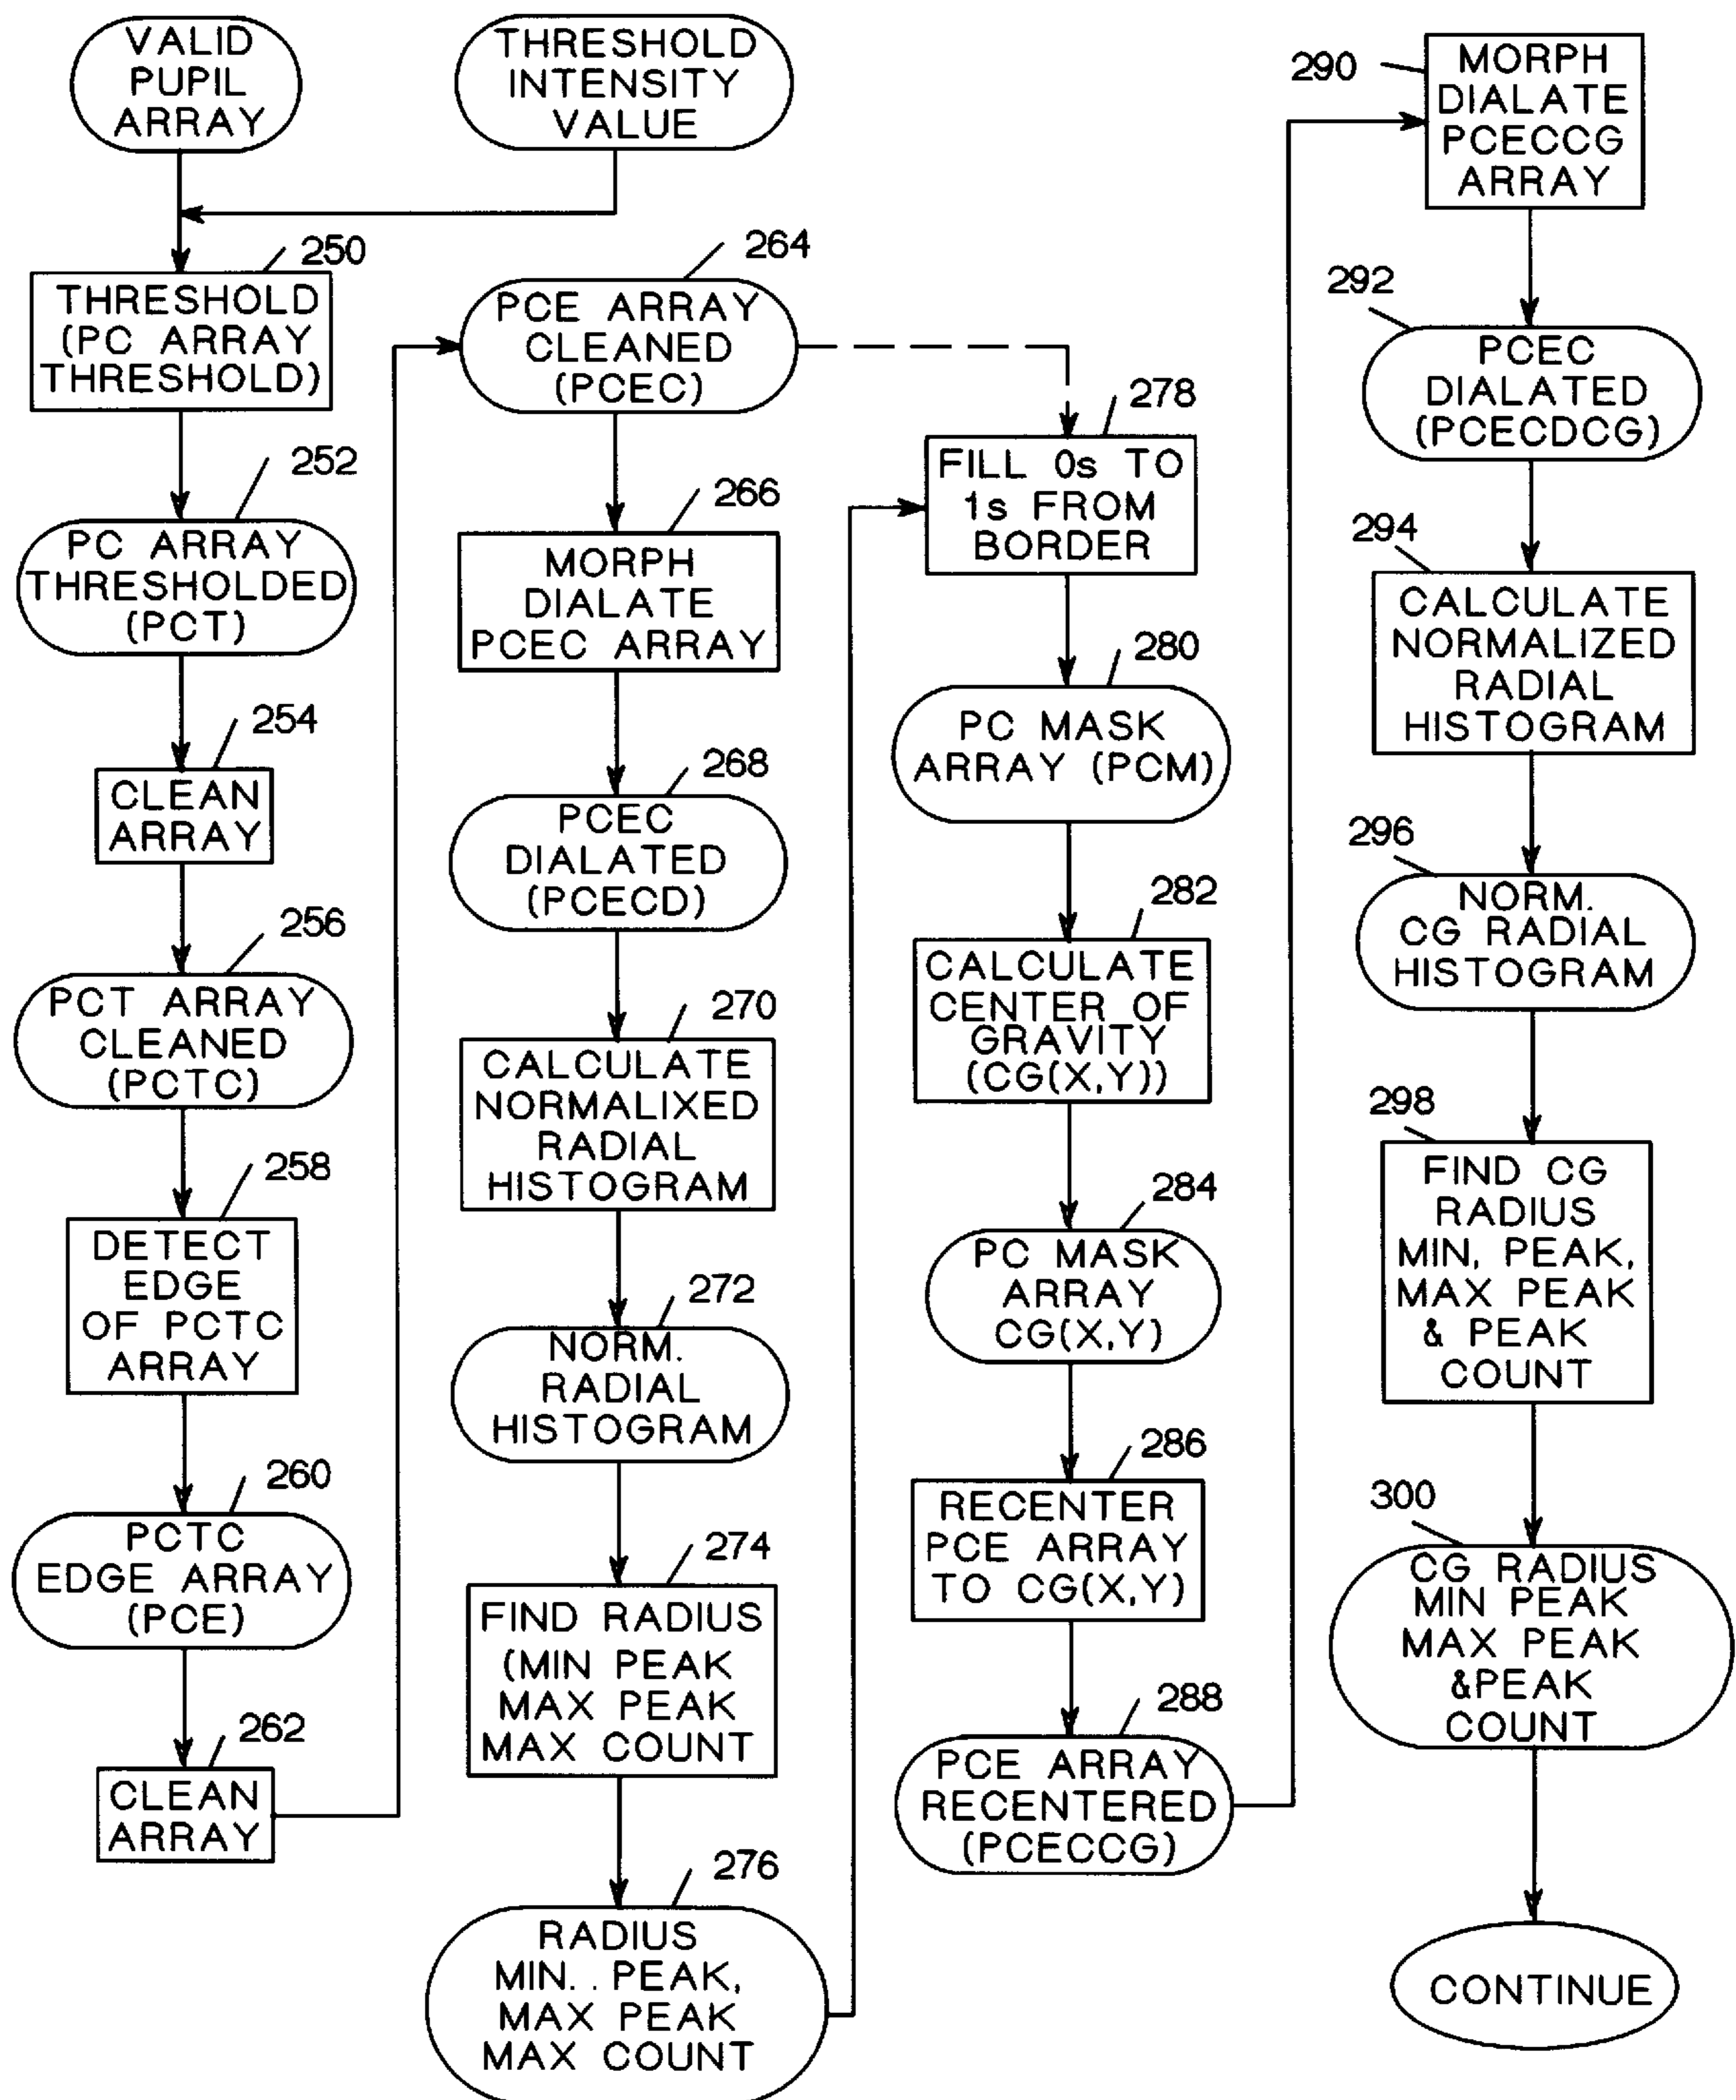 VALID
PUPIL
ARRAY
THRESHOLD
INTENSITY
VALUE
250
THRESHOLD
(PC ARRAY
THRESHOLD)
252
PC ARRAY
THRESHOLDED
(PCT)
254
CLEAN
ARRAY
256
PCT ARRAY
CLEANED
(PCTC)
258
DETECT
EDGE
OF PCTC
ARRAY
260
PCTC
EDGE ARRAY
(PCE)
262
CLEAN
ARRAY
264
PCE ARRAY
CLEANED
(PCEC)
266
MORPH
DIALATE
PCEC ARRAY
268
PCEC
DIALATED
(PCECD)
270
CALCULATE
NORMALIXED
RADIAL
HISTOGRAM
272
NORM.
RADIAL
HISTOGRAM
274
FIND RADIUS
(MIN PEAK
MAX PEAK
MAX COUNT
276
RADIUS
MIN. . PEAK,
MAX PEAK
MAX COUNT
278
FILL 0s TO
1s FROM
BORDER
280
PC MASK
ARRAY (PCM)
282
CALCULATE
CENTER OF
GRAVITY
(CG(X,Y))
284
PC MASK
ARRAY
CG(X,Y)
286
RECENTER
PCE ARRAY
TO CG(X,Y)
288
PCE ARRAY
RECENTERED
(PCECCG)
290
MORPH
DIALATE
PCECCG
ARRAY
292
PCEC
DIALATED
(PCECDCG)
294
CALCULATE
NORMALIZED
RADIAL
HISTOGRAM
296
NORM.
CG RADIAL
HISTOGRAM
298
FIND CG
RADIUS
MIN, PEAK,
MAX PEAK
& PEAK
COUNT
300
CG RADIUS
MIN PEAK
MAX PEAK
&PEAK
COUNT
CONTINUE